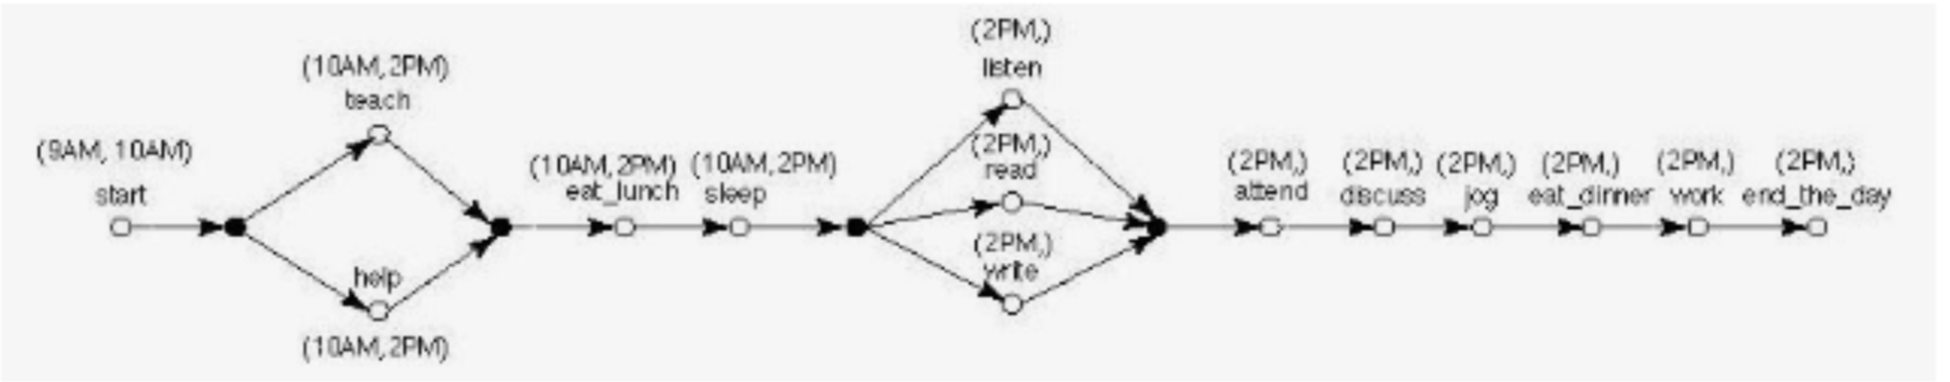 (9AM, 10AM)
start
(10AM, 2PM)
teach
help
(10AM, 2PM)
(10AM, 2PM)
eat_lunch
(10AM, 2PM)
sleep
(2PM,)
listen
(2PM,)
read
(2PM,)
write
(2PM,)
attend
(2PM,)
discuss
(2PM,)
jog
(2PM,)
eat_dinner
(2PM,)
work
(2PM,)
end_the_day